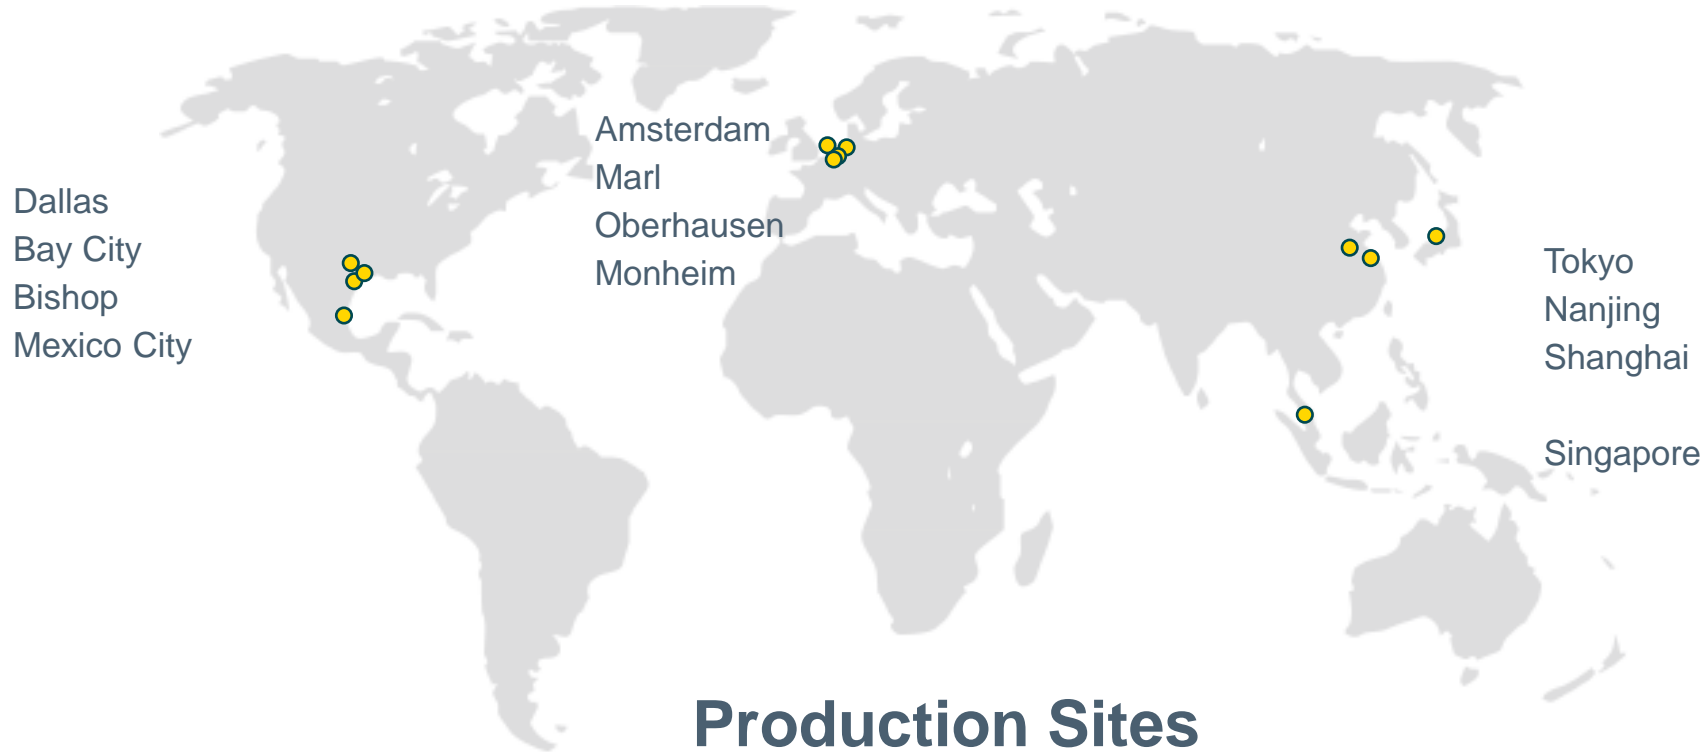 Dallas
Bay City
Bishop
Mexico City
Amsterdam
Marl
Oberhausen
Monheim
Tokyo
Nanjing
Shanghai
Singapore
Production Sites